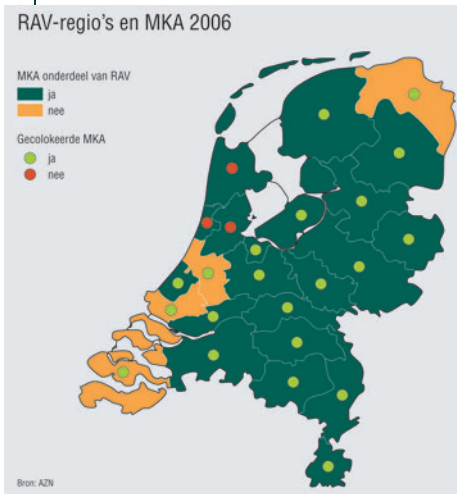 RAV-regio's en MKA 2006
MKA onderdeel van RAV
ja
nee
Gecolokeerde MKA
ja
nee
Bron: AZN